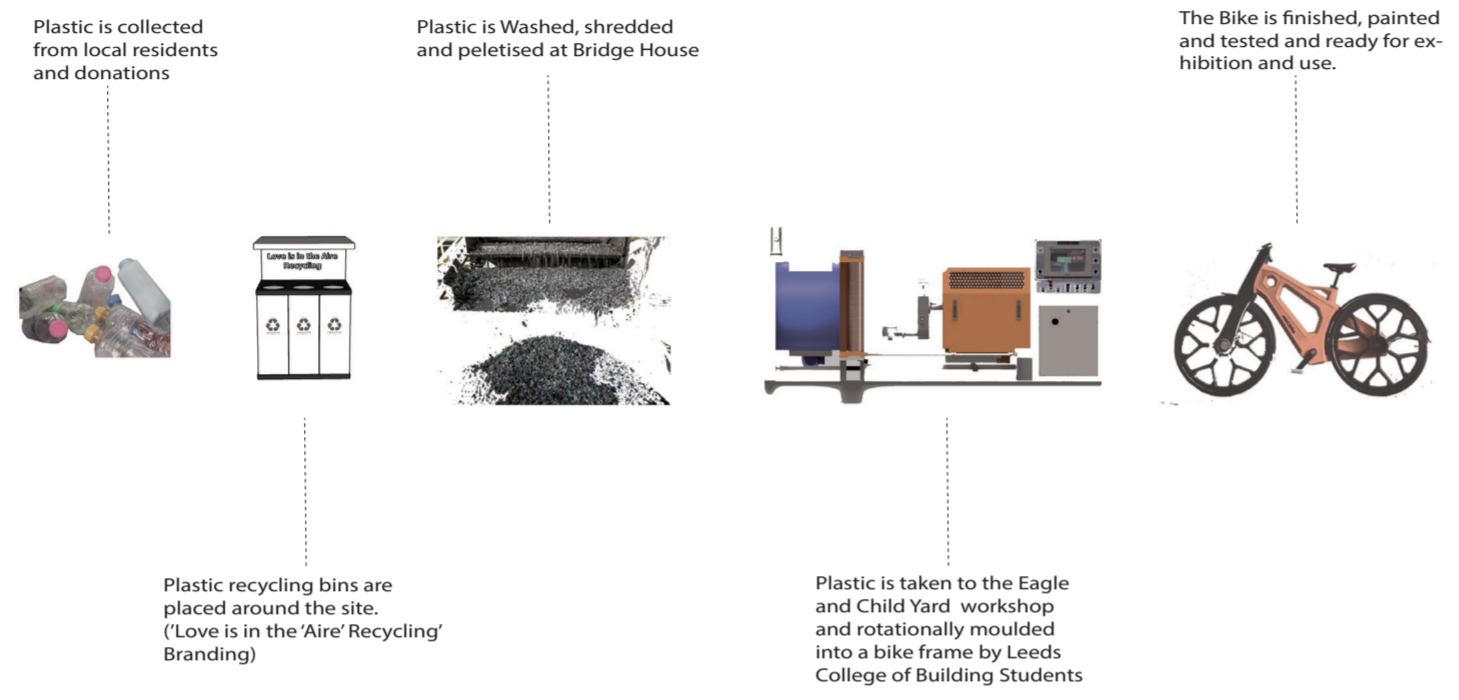 Plastic is collected
from local residents
and donations
Plastic is Washed, shredded
and peletised at Bridge House
The Bike is finished, painted
and tested and ready for ex-
hibition and use.
Love is in the Aire
Recycling
Plastic recycling bins are
placed around the site.
('Love is in the 'Aire' Recycling'
Branding)
Plastic is taken to the Eagle
and Child Yard workshop
and rotationally moulded
into a bike frame by Leeds
College of Building Students